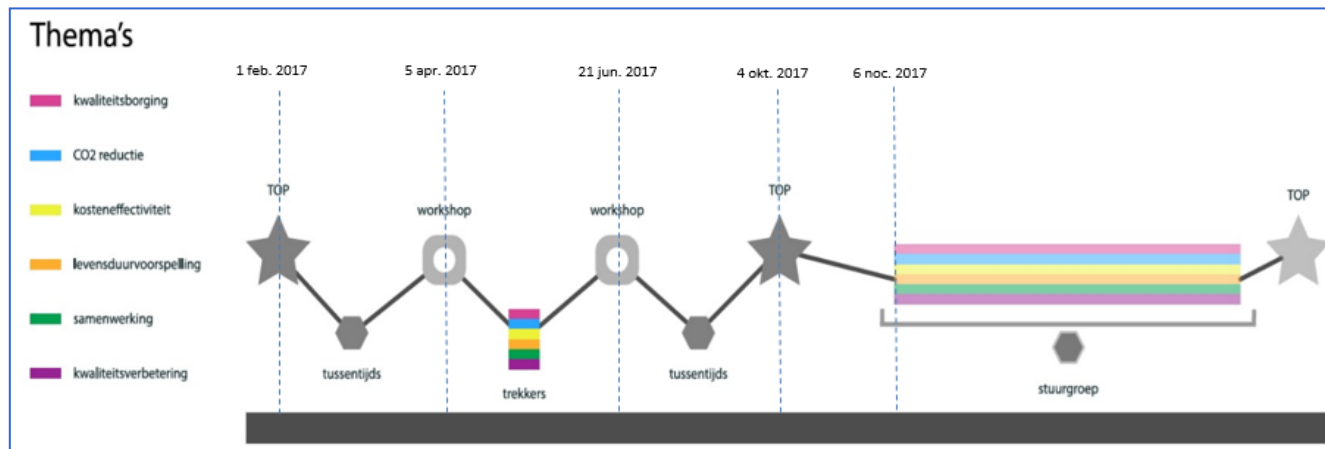 Thema's
1 feb. 2017
5 apr. 2017
21 jun. 2017
4 okt. 2017
6 noc. 2017
kwaliteitsborging
CO2 reductie
kosteneffectiviteit
levensduurvoorspelling
samenwerking
kwaliteitsverbetering
TOP
workshop
workshop
TOP
TOP
tussentijds
trekkers
tussentijds
stuurgroep